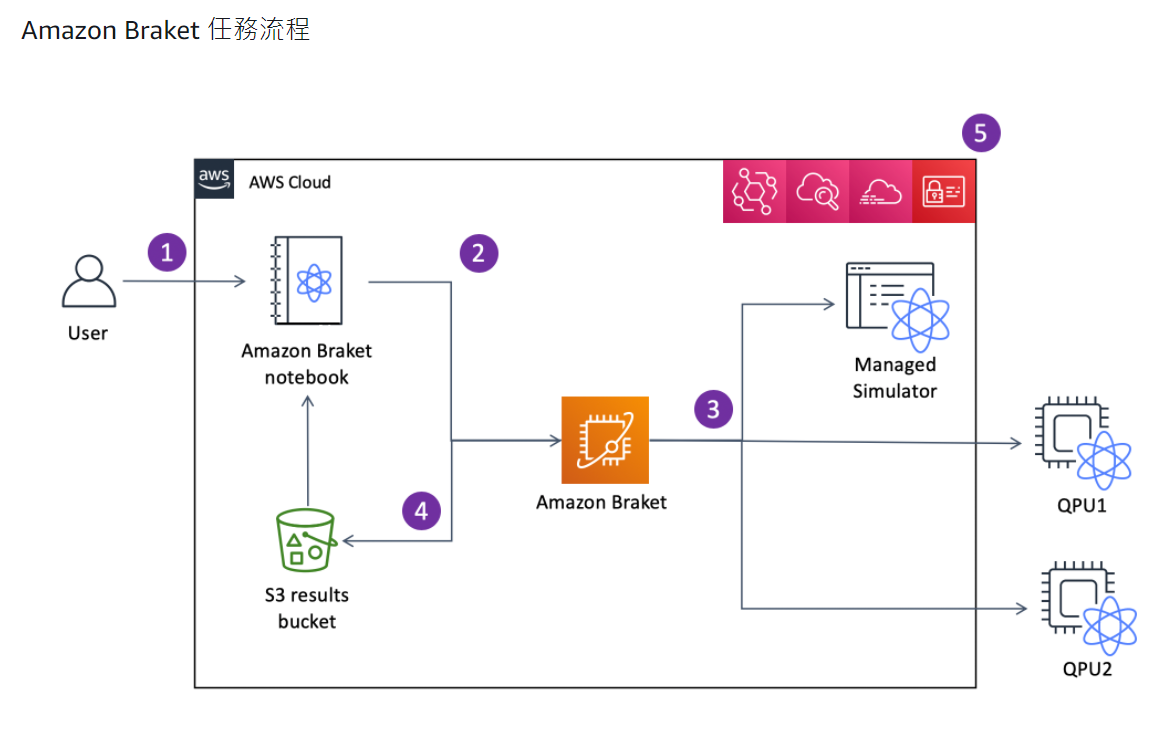 Amazon Braket 任務流程
5
aws
AWS Cloud
1
2
User
Amazon Braket
notebook
Managed
Simulator
3
QPU1
Amazon Braket
4
S3 results
bucket
QPU2